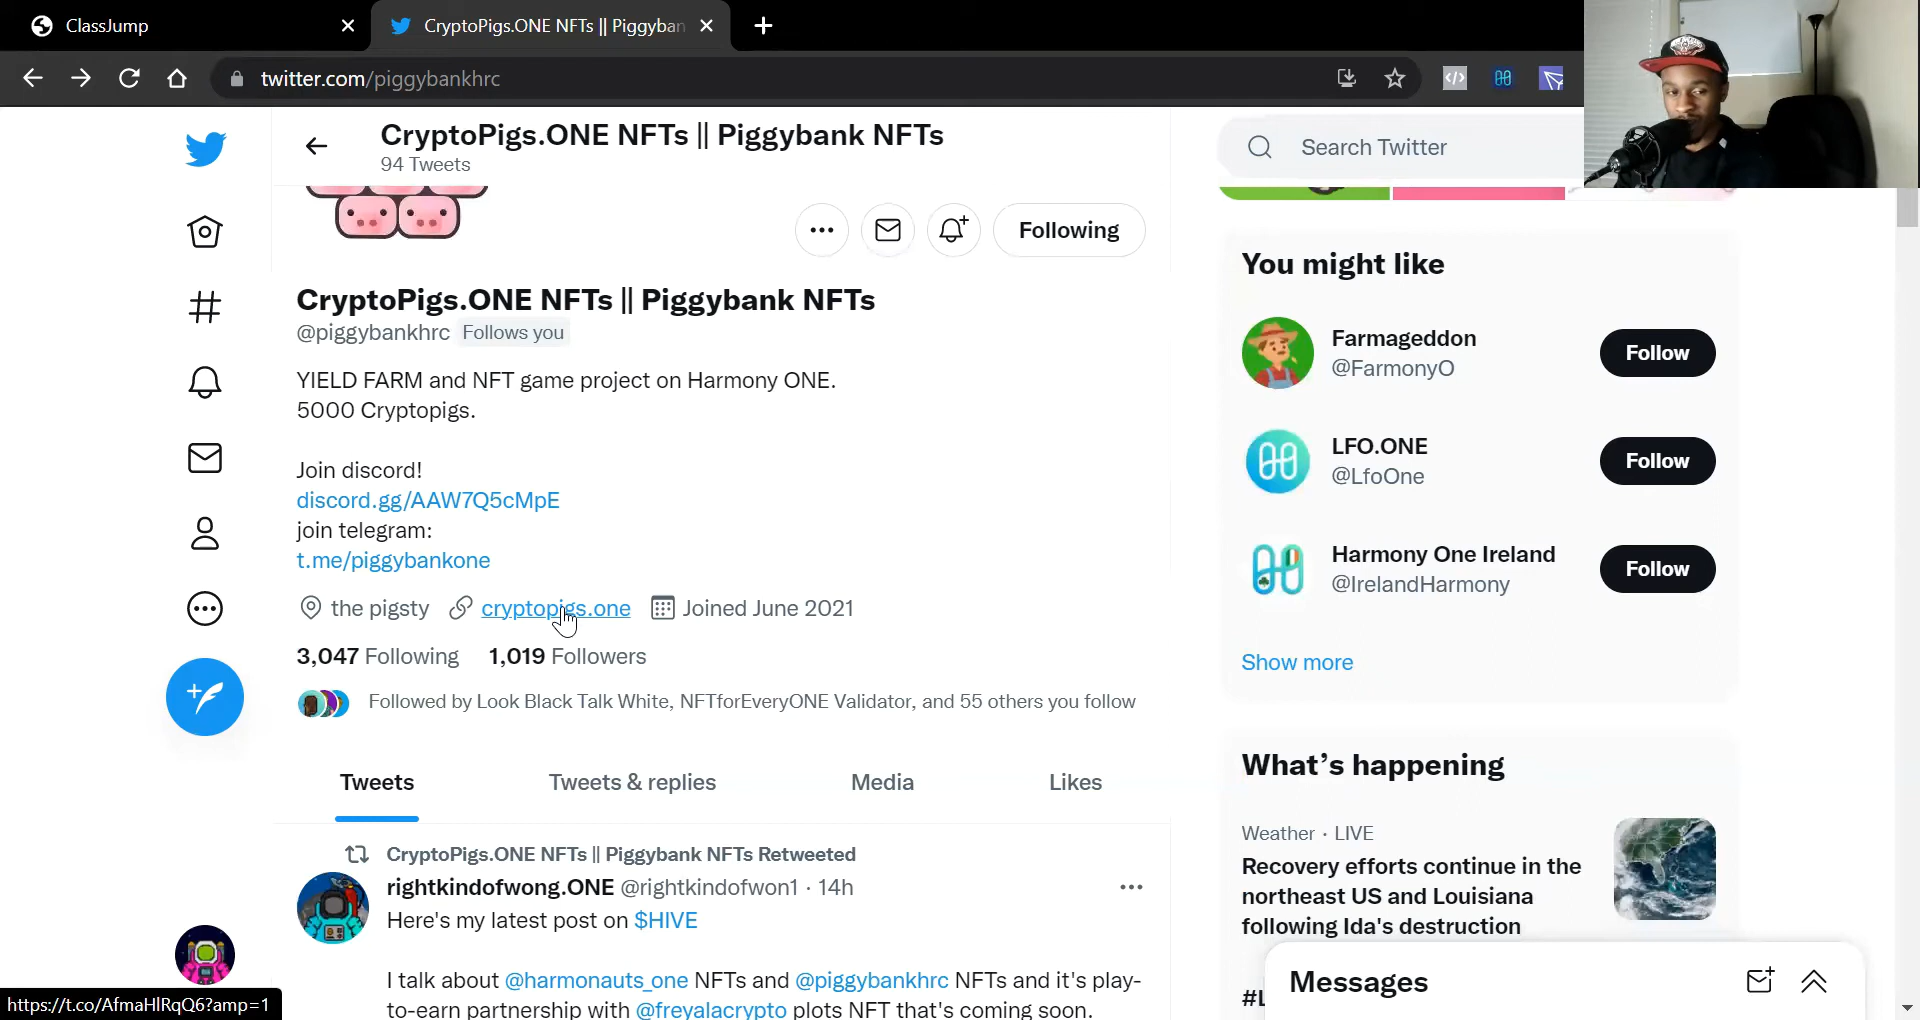 ClassJump
CryptoPigs.ONE NFTs || Piggyban
twitter.com/piggybankhrc
CryptoPigs.ONE NFTs || Piggybank NFTs
94 Tweets
Search Twitter
Following
CryptoPigs.ONE NFTs || Piggybank NFTs
@piggybankhrc Follows you
YIELD FARM and NFT game project on Harmony ONE.
5000 Cryptopigs.
Join discord!
discord.gg/AAW7Q5cMpE
join telegram:
t.me/piggybankone
the pigsty cryptopigs.one Joined June 2021
3,047 Following 1,019 Followers
Followed by Look Black Talk White, NFTforEveryONE Validator, and 55 others you follow
Tweets Tweets & replies Media Likes
CryptoPigs.ONE NFTs || Piggybank NFTs Retweeted
rightkindofwong.ONE @rightkindofwon1 · 14h
Here's my latest post on $HIVE
I talk about @harmonauts_one NFTs and @piggybankhrc NFTs and it's play-
to-earn partnership with @freyalacrypto plots NFT that's coming soon.
You might like
Farmageddon
@FarmonyO
Follow
LFO.ONE
@LfoOne
Follow
Harmony One Ireland
@IrelandHarmony
Follow
Show more
What's happening
Weather · LIVE
Recovery efforts continue in the
northeast US and Louisiana
following Ida's destruction
#L
Messages
https://t.co/AfmaHlRqQ6?amp=1